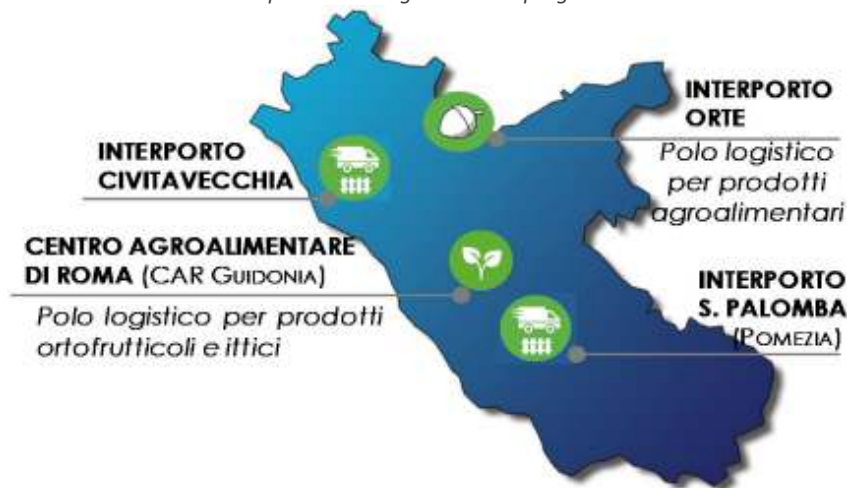 INTERPORTO
ORTE
Polo logistico
per prodotti
agroalimentari
INTERPORTO
CIVITAVECCHIA
CENTRO AGROALIMENTARE
DI ROMA (CAR GUIDONIA)
Polo logistico per prodotti
ortofrutticoli e ittici
INTERPORTO
S. PALOMBA
(POMEZIA)